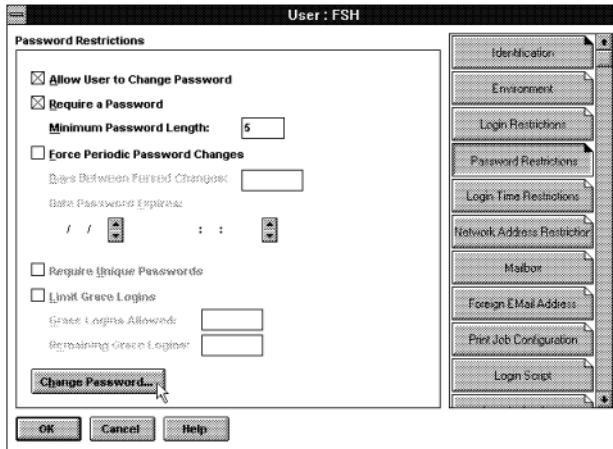 User : FSH
Password Restrictions
Allow User to Change Password
Require a Password
Minimum Password Length: 5
Force Periodic Password Changes
Days Between Forced Changes:
Date Password Expires:
/ / : :
Require Unique Passwords
Limit Grace Logins
Grace Logins Allowed:
Remaining Grace Logins:
Change Password...
OK Cancel Help
Identification
Environment
Login Restrictions
Password Restrictions
Login Time Restrictions
Network Address Restriction
Mailbox
Foreign EMail Address
Print Job Configuration
Login Script